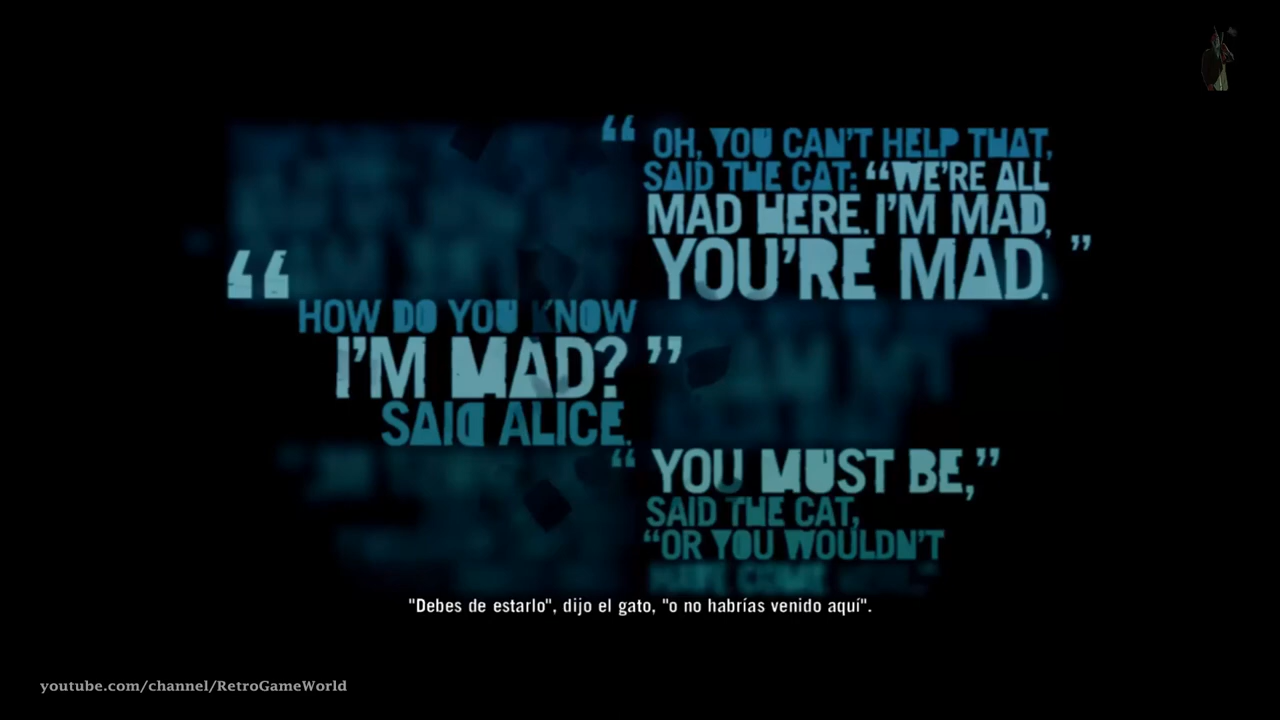 “ OH, YOU CAN’T HELP THAT,
SAID THE CAT: “WE’RE ALL
MAD HERE. I’M MAD,
YOU’RE MAD. ”
“ HOW DO YOU KNOW
I’M MAD? ”
SAID ALICE.
“ YOU MUST BE,”
SAID THE CAT,
“OR YOU WOULDN’T
HAVE COME
"Debes de estarlo", dijo el gato, "o no habrías venido aquí".
youtube.com/channel/RetroGameWorld